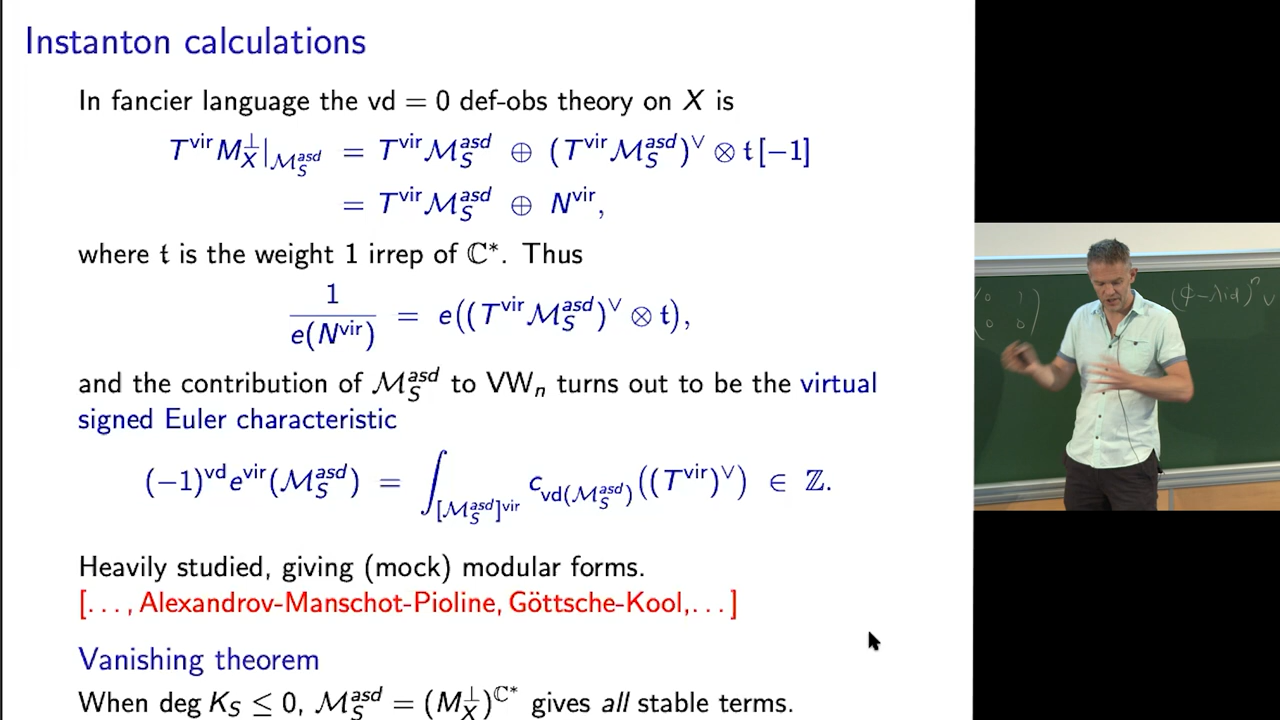 Instanton calculations
In fancier language the vd = 0 def-obs theory on X is
T^vir M_X^⊥|_{ℳ_S^asd} = T^vir ℳ_S^asd ⊕ (T^vir ℳ_S^asd)^∨ ⊗ 𝔱[−1]
= T^vir ℳ_S^asd ⊕ N^vir,
where 𝔱 is the weight 1 irrep of ℂ*. Thus
1/e(N^vir) = e((T^vir ℳ_S^asd)^∨ ⊗ 𝔱),
and the contribution of ℳ_S^asd to VW_n turns out to be the virtual
signed Euler characteristic
(−1)^vd e^vir(ℳ_S^asd) = ∫_{[ℳ_S^asd]^vir} c_{vd(ℳ_S^asd)}((T^vir)^∨) ∈ ℤ.
Heavily studied, giving (mock) modular forms.
[..., Alexandrov-Manschot-Pioline, Göttsche-Kool,...]
Vanishing theorem
When deg K_S ≤ 0, ℳ_S^asd = (M_X^⊥)^{ℂ*} gives all stable terms.
0 1
0 0
(ϕ−λid)^n v